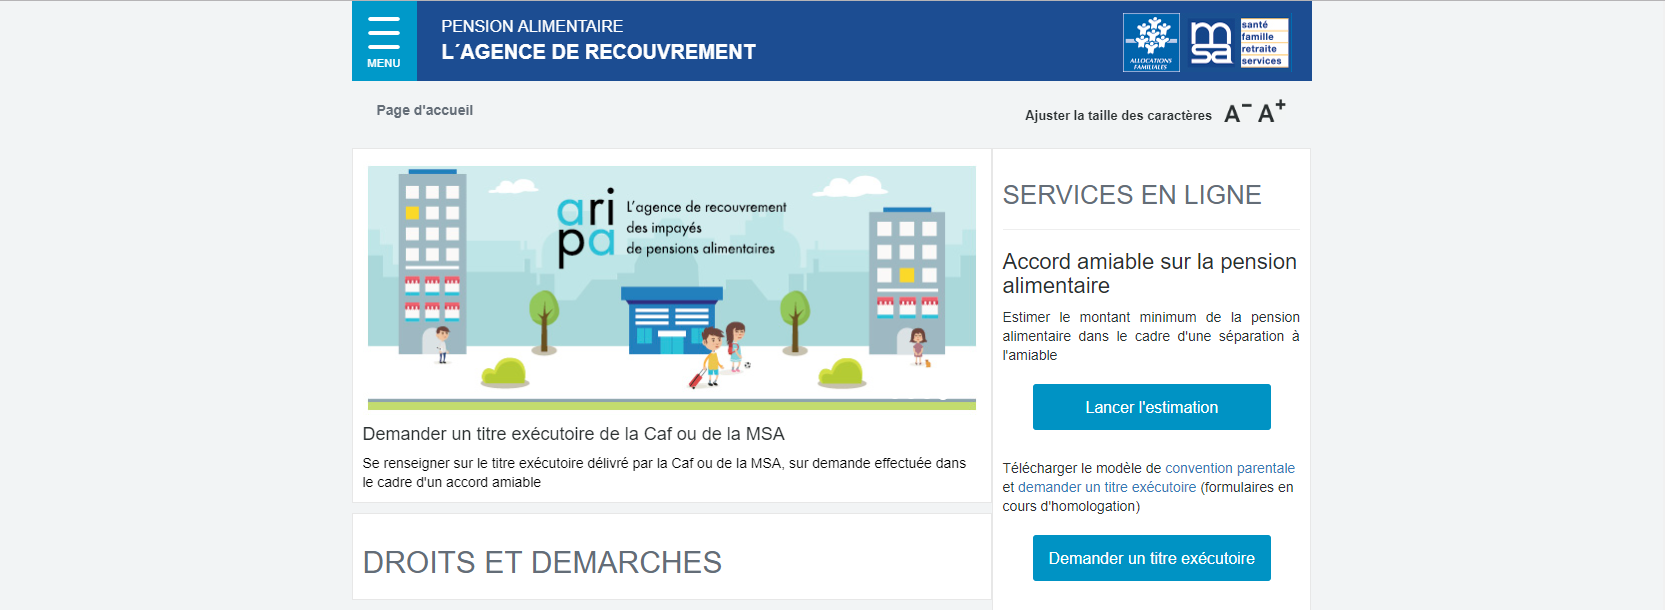 MENU
PENSION ALIMENTAIRE
L´AGENCE DE RECOUVREMENT
ALLOCATIONS
FAMILIALES
msa
santé
famille
retraite
services
Page d'accueil
Ajuster la taille des caractères A− A+
aripa
L'agence de recouvrement
des impayés
de pensions alimentaires
Demander un titre exécutoire de la Caf ou de la MSA
Se renseigner sur le titre exécutoire délivré par la Caf ou de la MSA, sur demande effectuée dans
le cadre d'un accord amiable
DROITS ET DEMARCHES
SERVICES EN LIGNE
Accord amiable sur la pension
alimentaire
Estimer le montant minimum de la pension
alimentaire dans le cadre d'une séparation à
l'amiable
Lancer l'estimation
Télécharger le modèle de convention parentale
et demander un titre exécutoire (formulaires en
cours d'homologation)
Demander un titre exécutoire